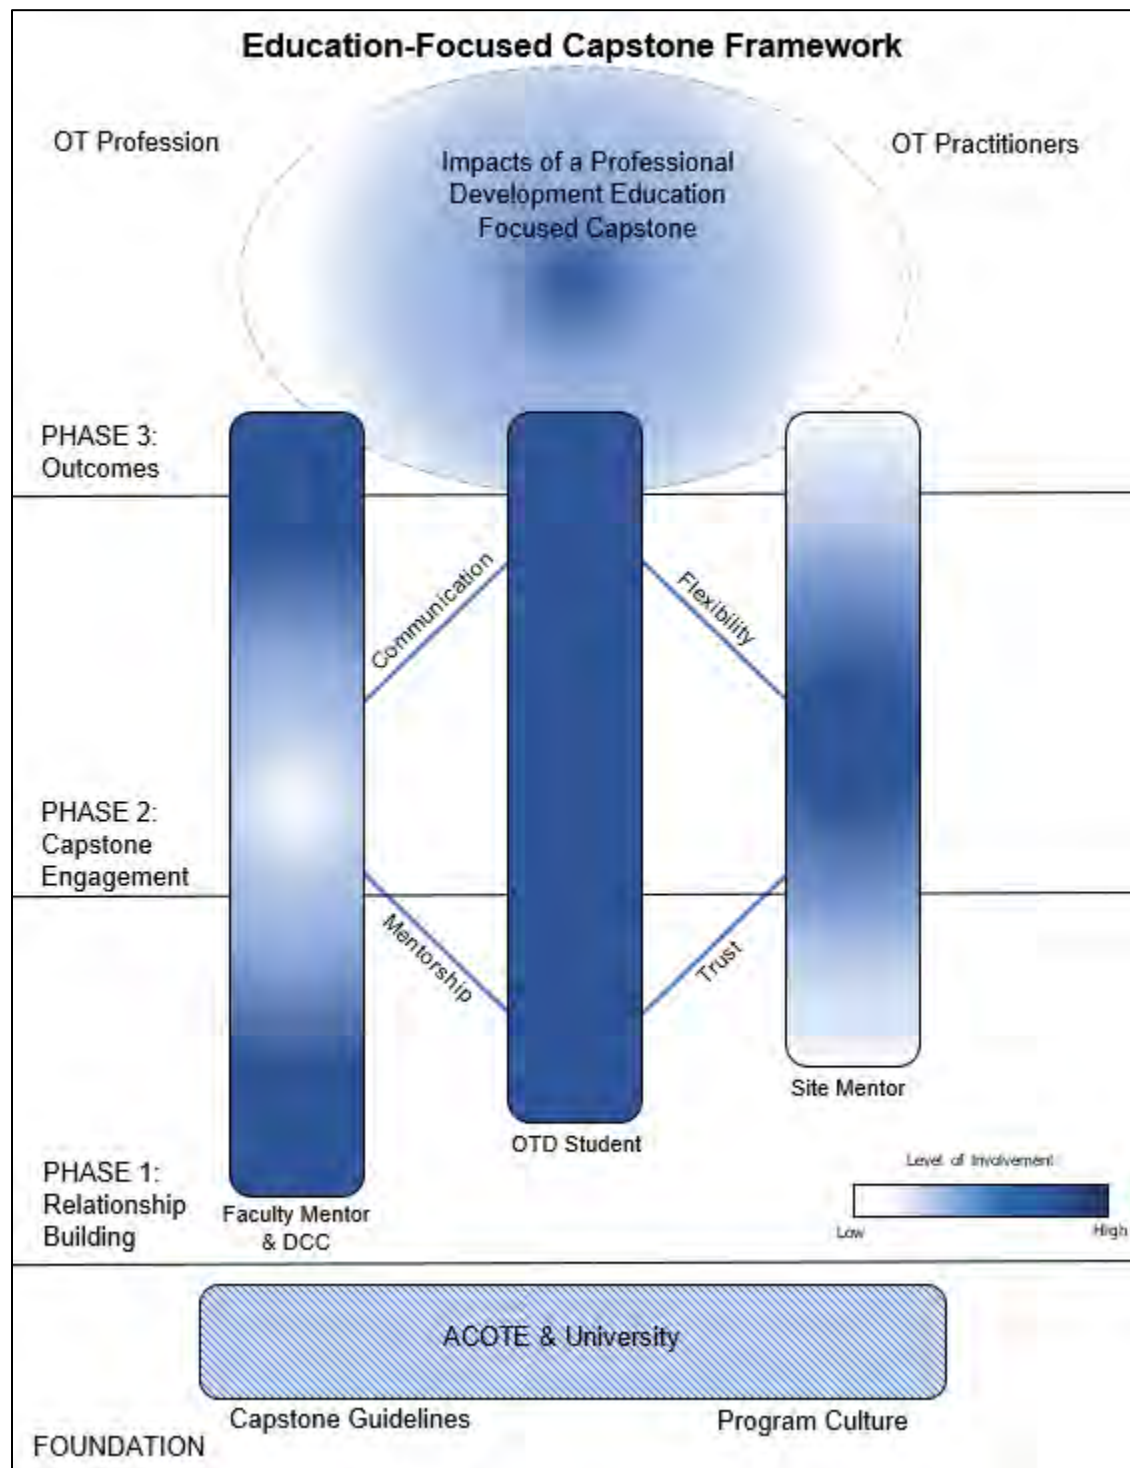 Education-Focused Capstone Framework
OT Profession
OT Practitioners
Impacts of a Professional
Development Education
Focused Capstone
PHASE 3:
Outcomes
Communication
Flexibility
PHASE 2:
Capstone
Engagement
Mentorship
Trust
Site Mentor
OTD Student
PHASE 1:
Relationship
Building
Faculty Mentor
& DCC
Level of Involvement
Low
High
ACOTE & University
Capstone Guidelines
Program Culture
FOUNDATION